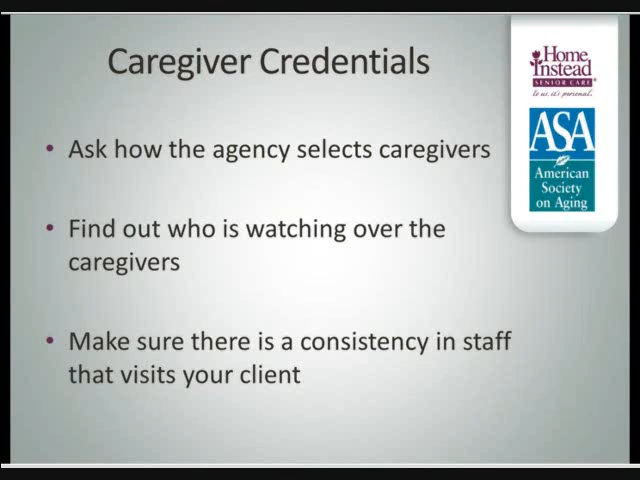 Caregiver Credentials
• Ask how the agency selects caregivers
• Find out who is watching over the
caregivers
• Make sure there is a consistency in staff
that visits your client
Home
Instead
SENIOR CARE®
to us, it's personal.
ASA
American
Society
on Aging